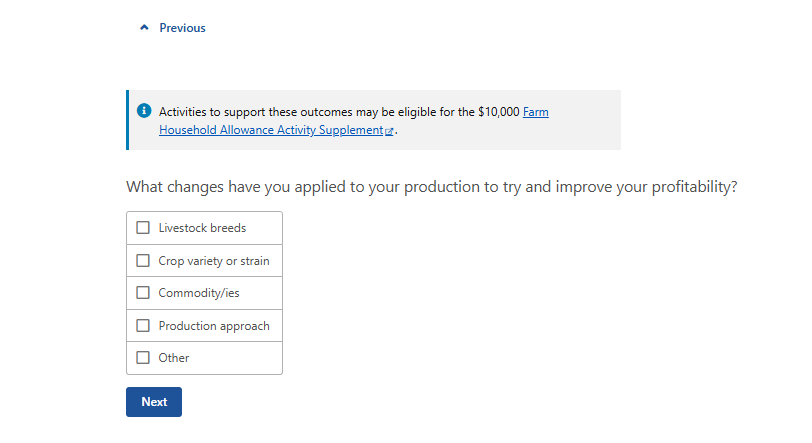 Previous
Activities to support these outcomes may be eligible for the $10,000 Farm
Household Allowance Activity Supplement.
What changes have you applied to your production to try and improve your profitability?
Livestock breeds
Crop variety or strain
Commodity/ies
Production approach
Other
Next